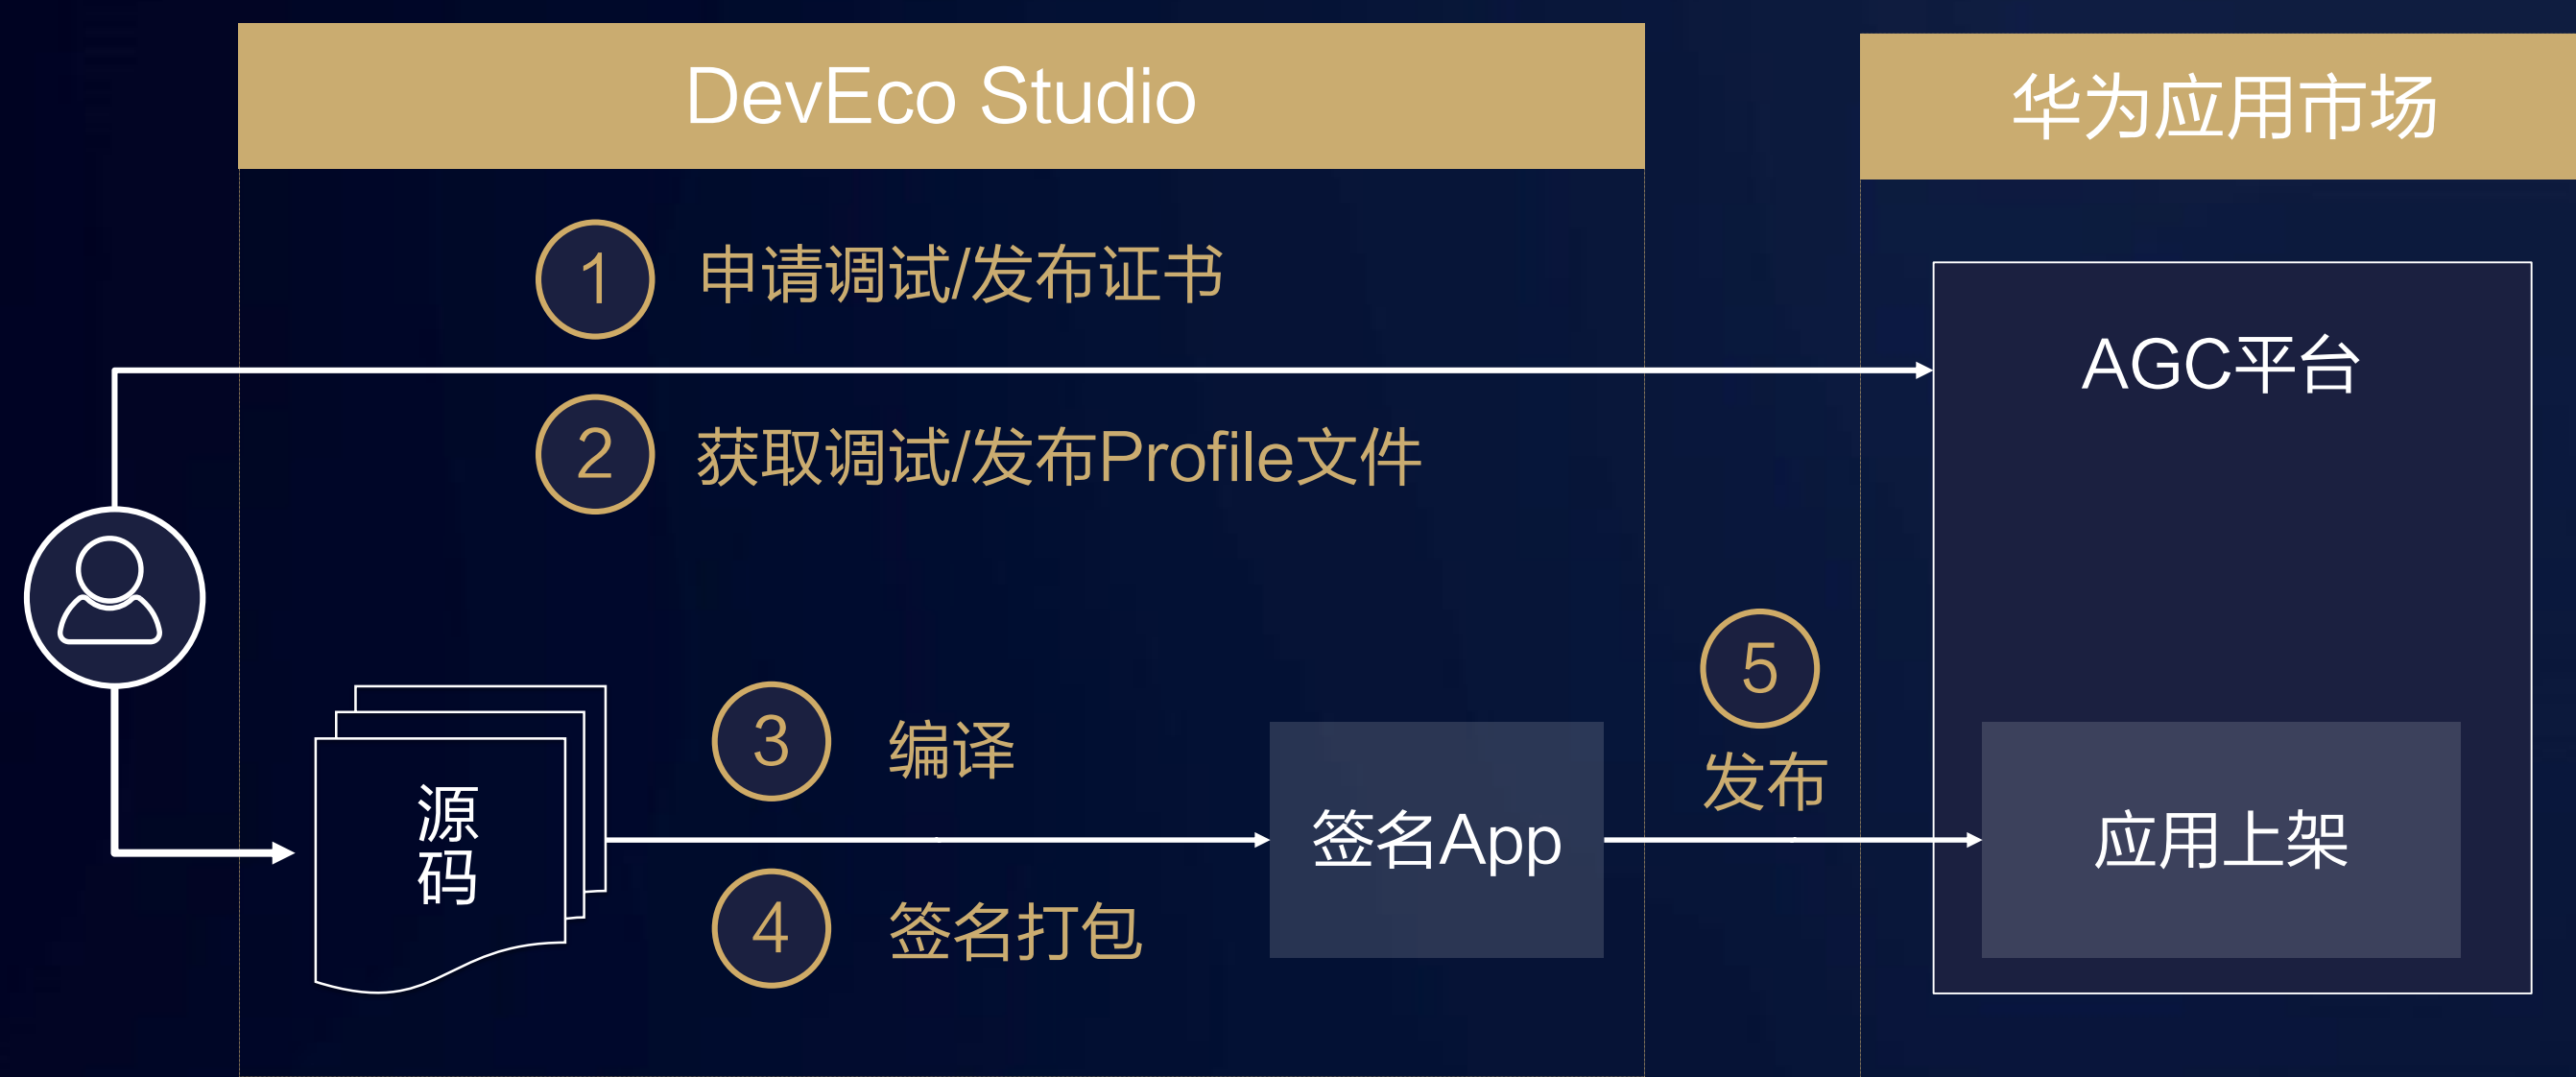 DevEco Studio
华为应用市场
1
申请调试/发布证书
AGC平台
2
获取调试/发布Profile文件
源
码
3
编译
4
签名打包
签名App
5
发布
应用上架